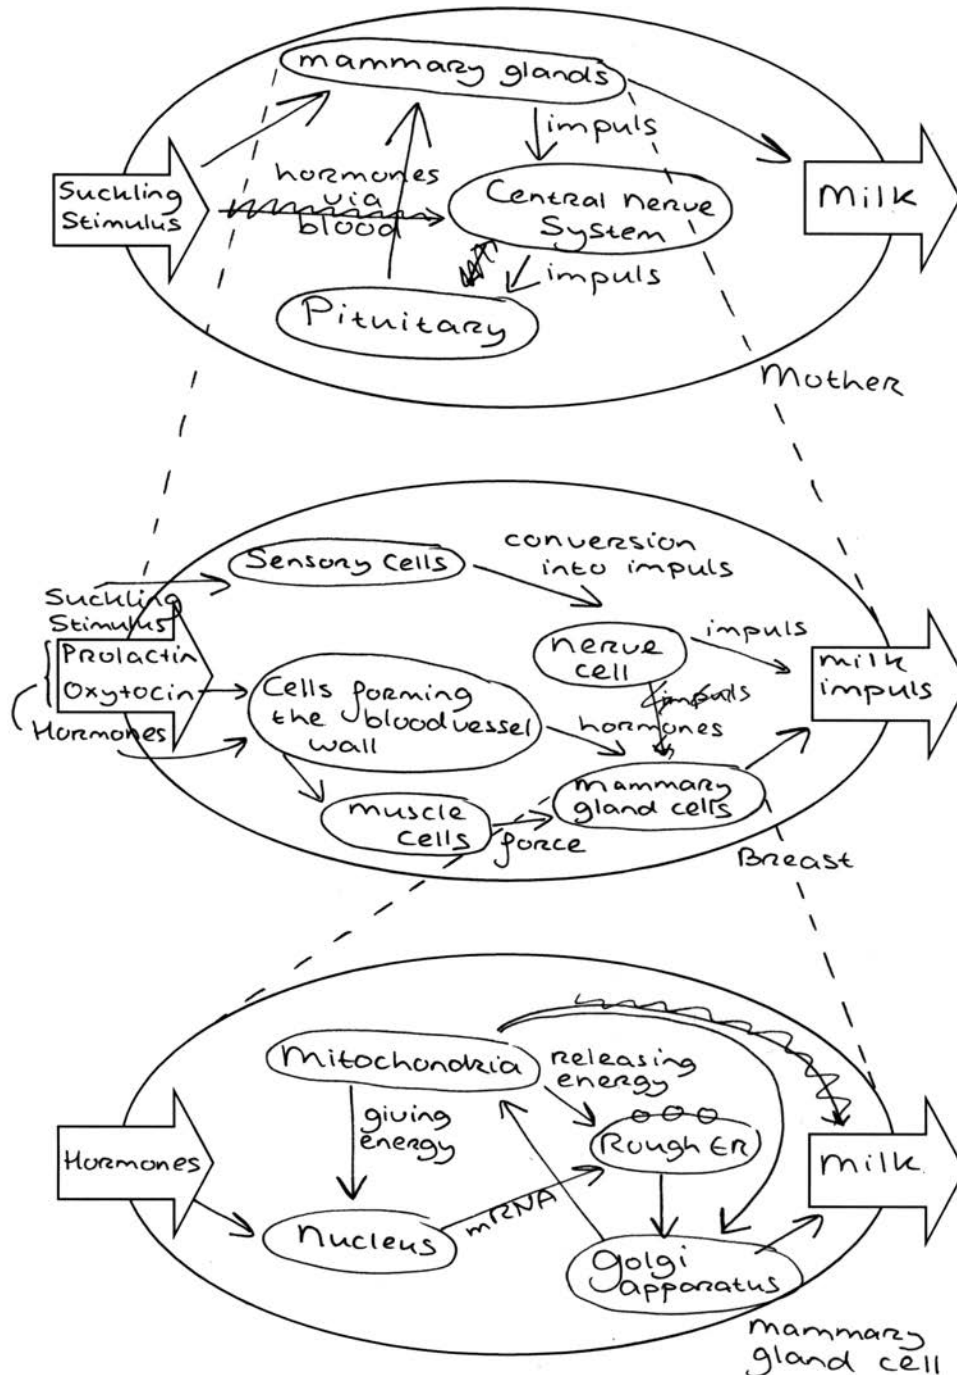 mammary glands
impuls
Suckling
Stimulus
hormones
via
blood
Central nerve
System
Milk
impuls
Pituitary
Mother
Sensory Cells
conversion
into impuls
Suckling
Stimulus
Prolactin
Oxytocin
Hormones
nerve
cell
impuls
milk
impuls
Cells forming
the bloodvessel
wall
impuls
hormones
muscle
cells
force
mammary
gland cells
Breast
Mitochondria
releasing
energy
giving
energy
Hormones
Rough ER
milk
mRNA
nucleus
golgi
apparatus
mammary
gland cell